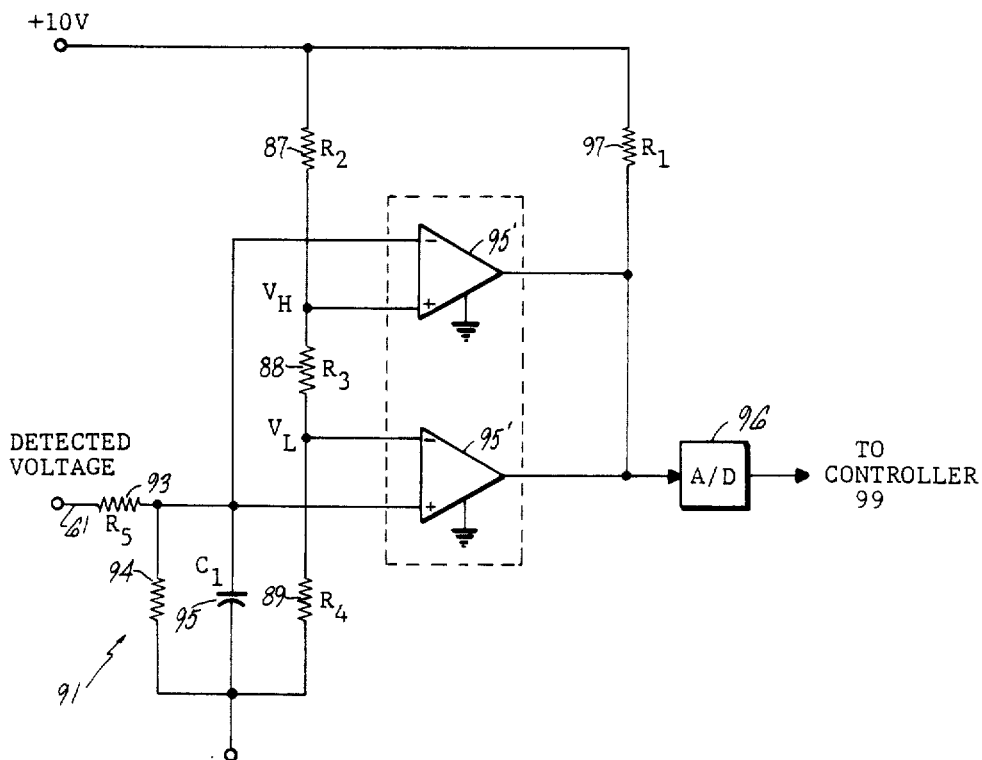 +10V
87 R2
97 R1
95'
−
+
VH
88 R3
VL
95'
−
+
96
A/D
TO
CONTROLLER
99
DETECTED
VOLTAGE
93
61
R5
94
C1
95
89 R4
91